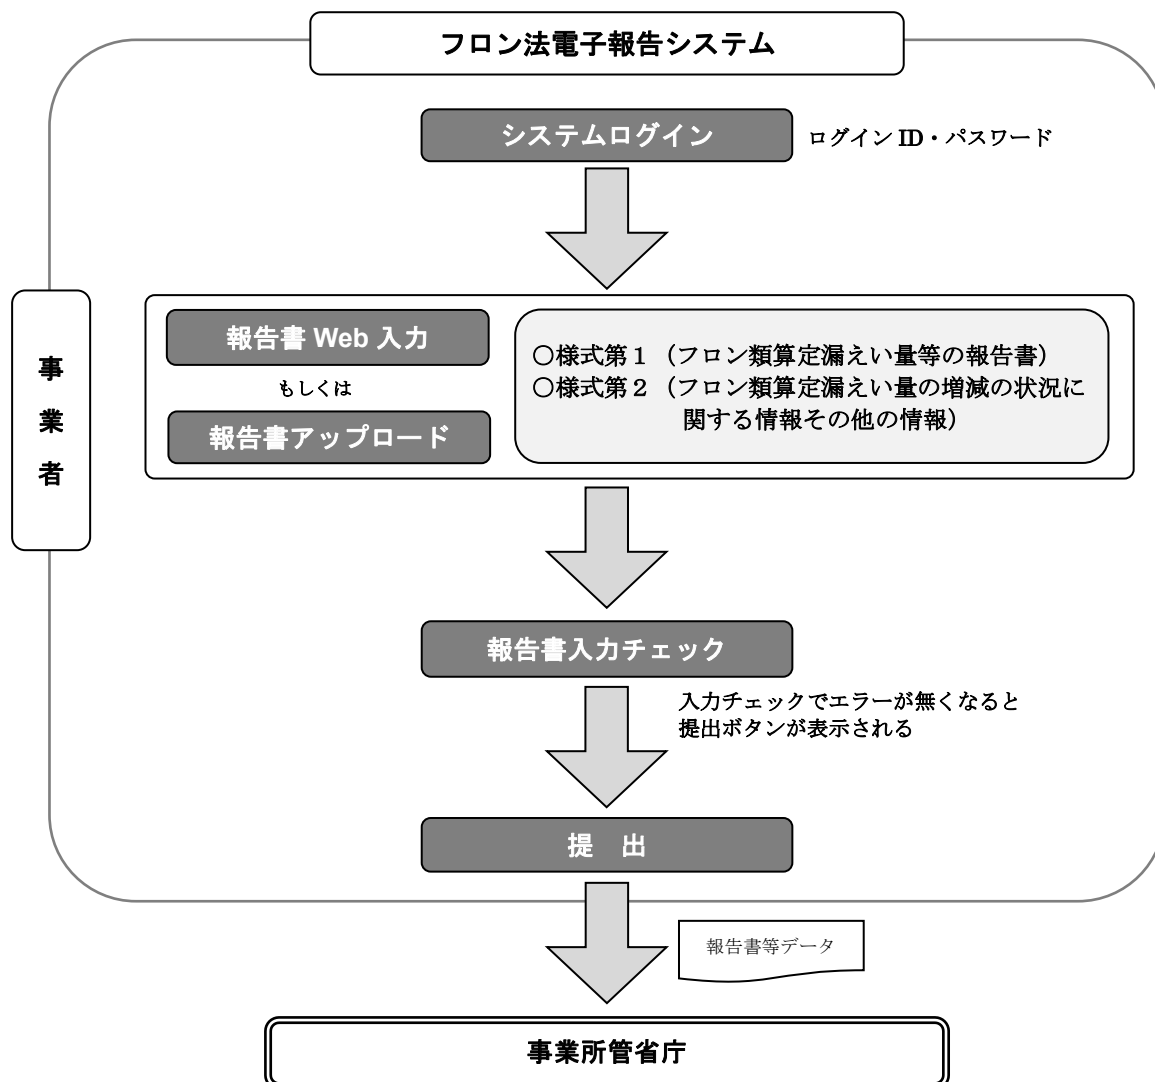 フロン法電子報告システム
システムログイン
ログイン ID・パスワード
事業者
報告書 Web 入力
もしくは
報告書アップロード
○様式第１（フロン類算定漏えい量等の報告書）
○様式第２（フロン類算定漏えい量の増減の状況に
関する情報その他の情報）
報告書入力チェック
入力チェックでエラーが無くなると
提出ボタンが表示される
提　出
報告書等データ
事業所管省庁